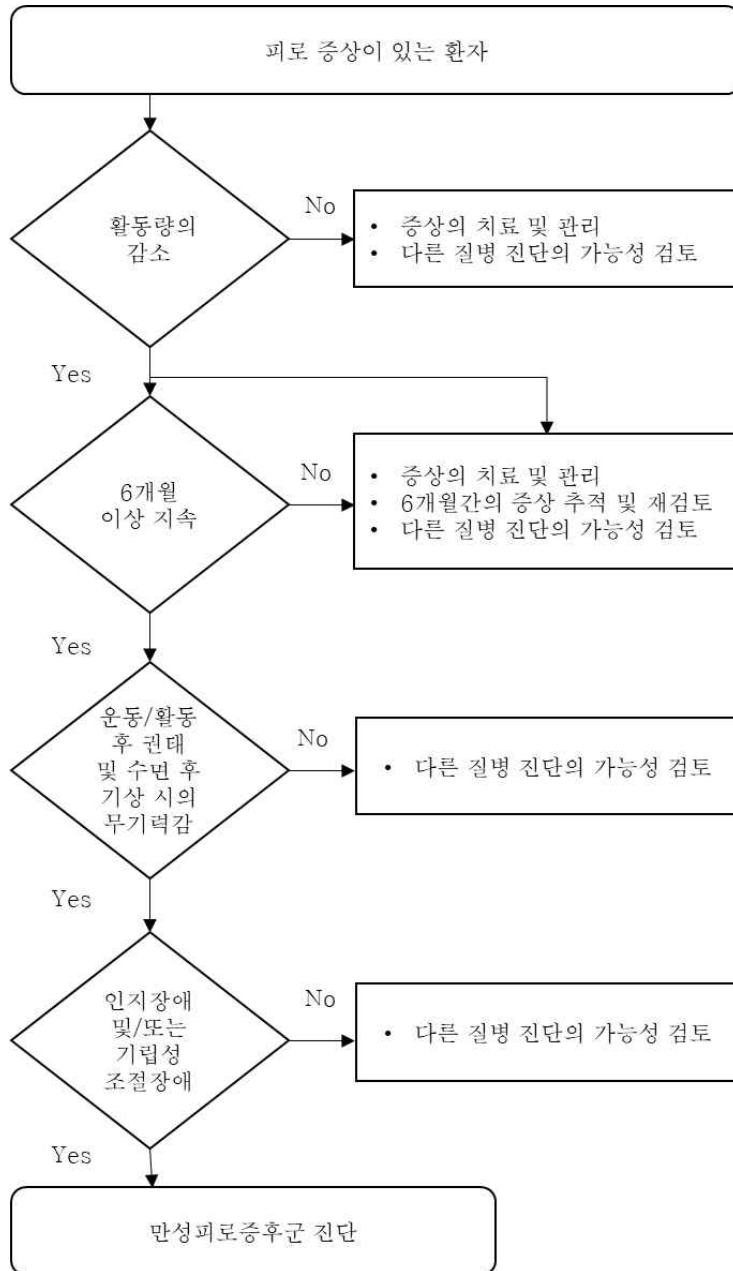 피로 증상이 있는 환자
활동량의
감소
No
• 증상의 치료 및 관리
• 다른 질병 진단의 가능성 검토
Yes
6개월
이상 지속
No
• 증상의 치료 및 관리
• 6개월간의 증상 추적 및 재검토
• 다른 질병 진단의 가능성 검토
Yes
운동/활동
후 권태
및 수면 후
기상 시의
무기력감
No
• 다른 질병 진단의 가능성 검토
Yes
인지장애
및/또는
기립성
조절장애
No
• 다른 질병 진단의 가능성 검토
Yes
만성피로증후군 진단